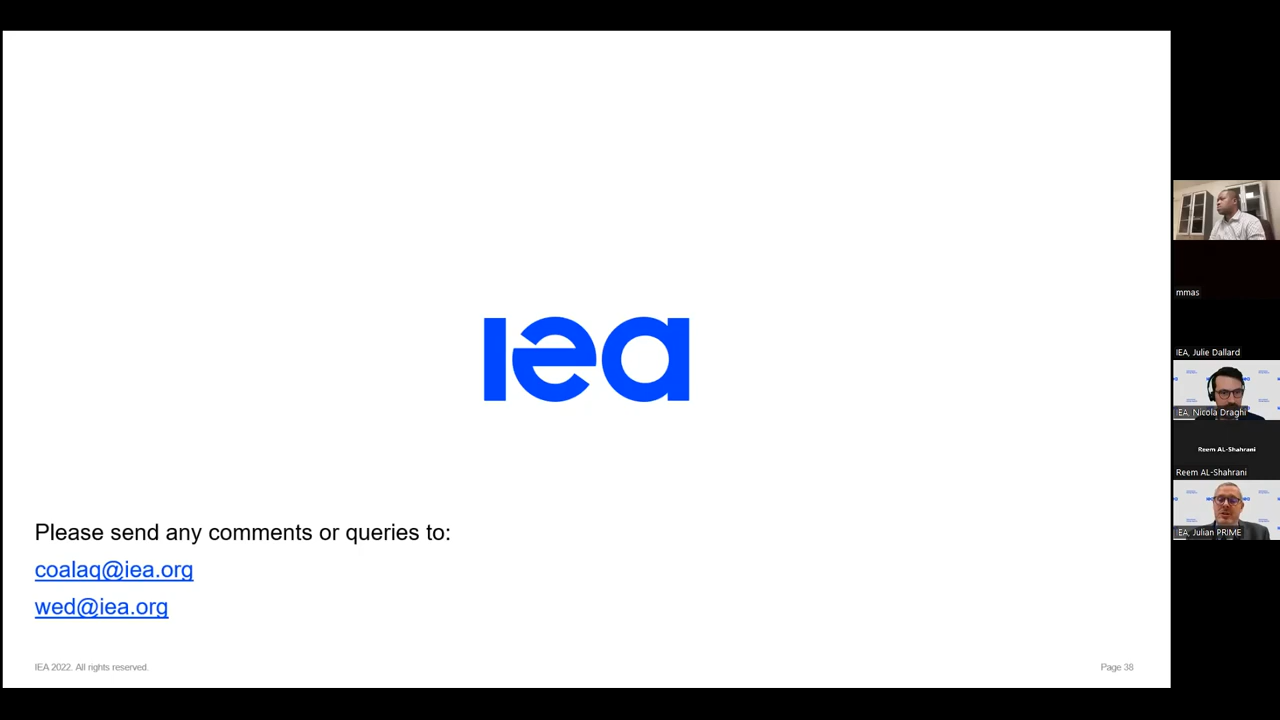 iea
Please send any comments or queries to:
coalaq@iea.org
wed@iea.org
IEA 2022. All rights reserved.
Page 38
mmas
IEA, Julie Dallard
IEA, Nicola Draghi
Reem AL-Shahrani
Reem AL-Shahrani
IEA, Julian PRIME